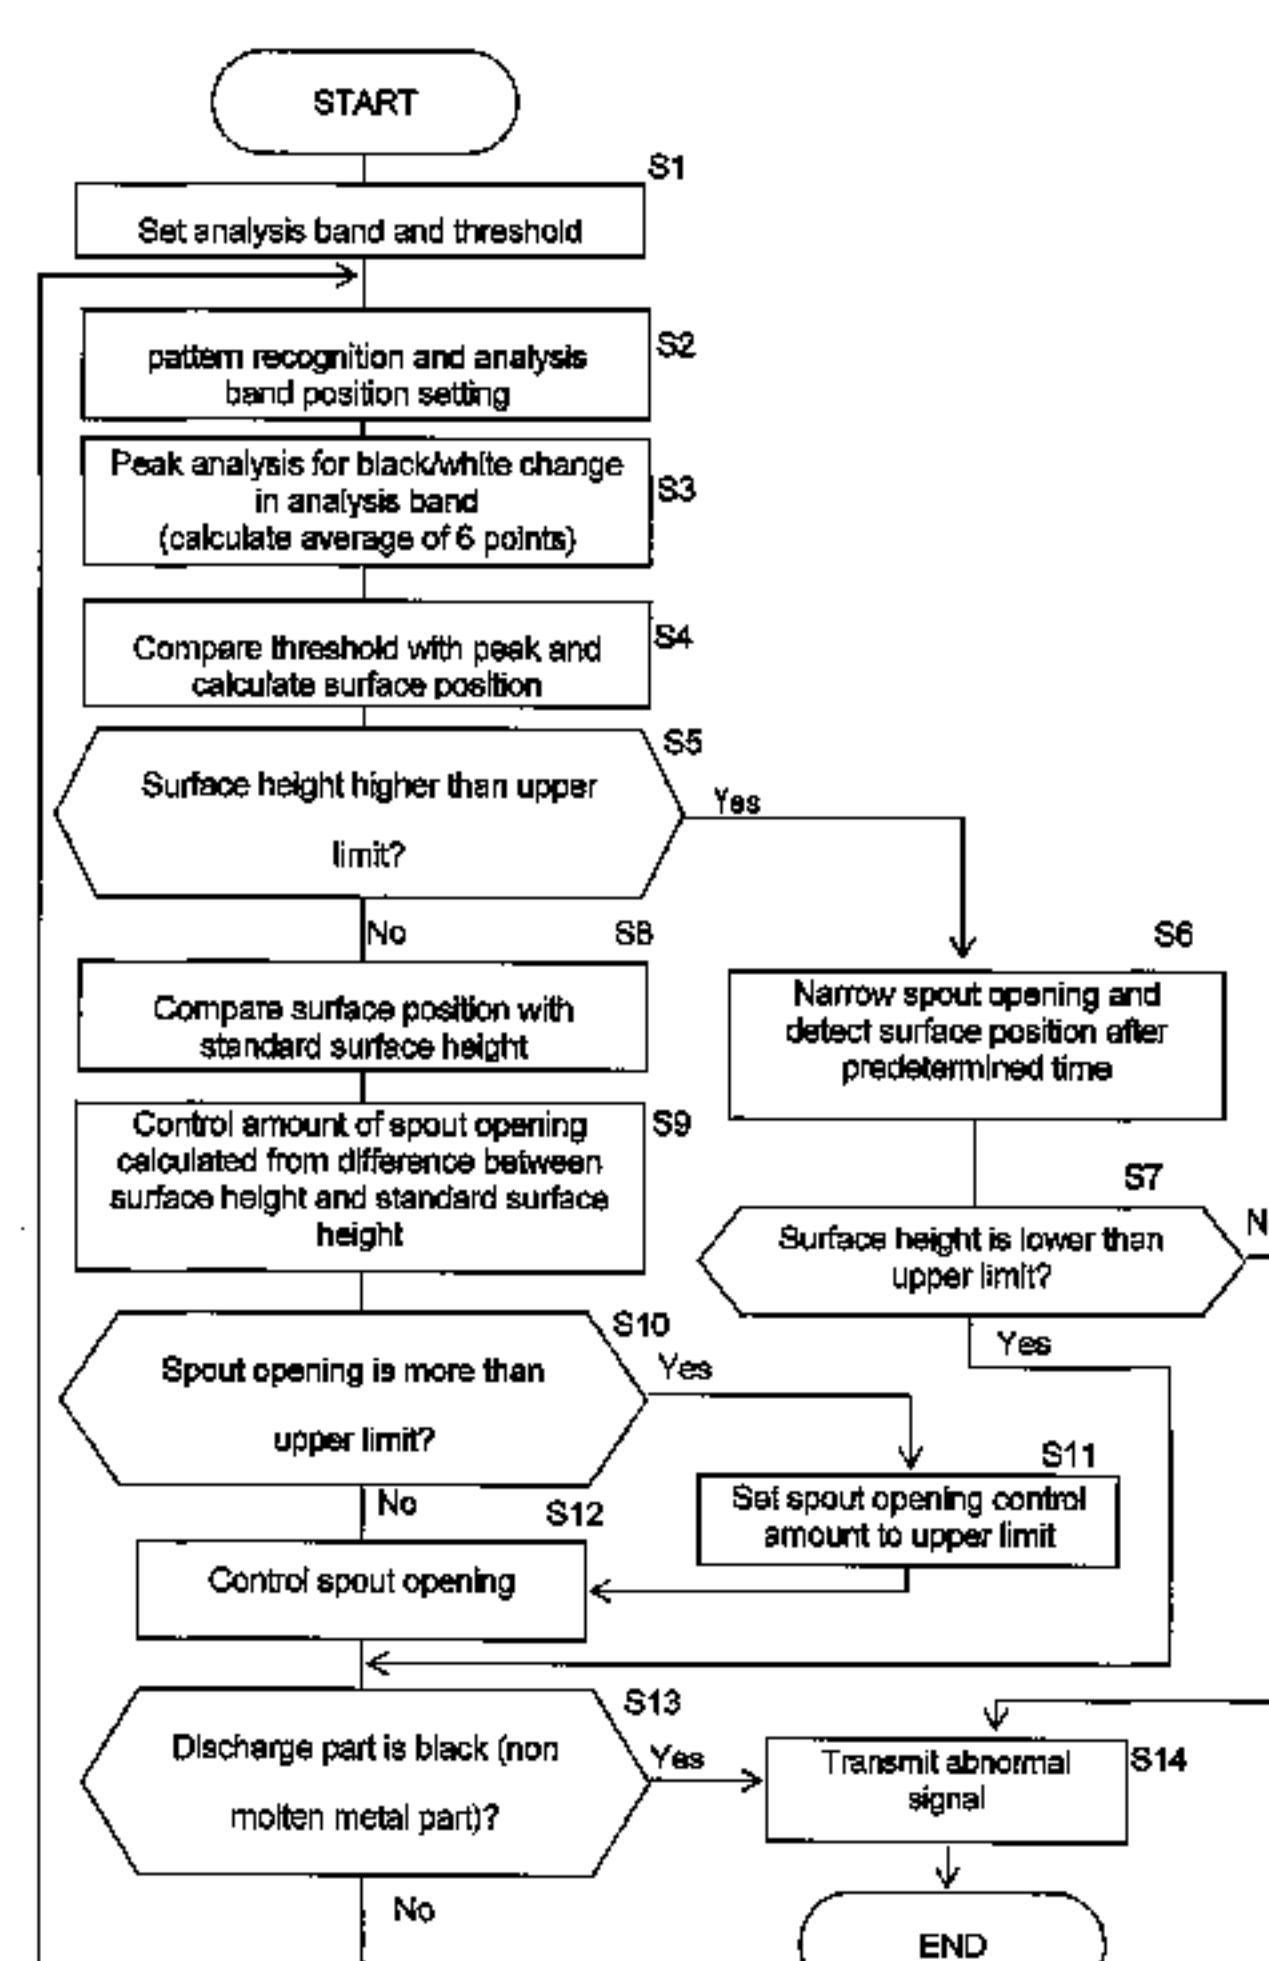 START
S1
Set analysis band and threshold
S2
pattern recognition and analysis
band position setting
Peak analysis for black/white change
in analysis band
(calculate average of 6 points)
S3
Compare threshold with peak and
calculate surface position
S4
S5
Surface height higher than upper
limit?
Yes
No
S8
S6
Compare surface position with
standard surface height
Narrow spout opening and
detect surface position after
predetermined time
Control amount of spout opening
calculated from difference between
surface height and standard surface
height
S9
S7
Surface height is lower than
upper limit?
N
Yes
S10
Spout opening is more than
upper limit?
Yes
No
S11
Set spout opening control
amount to upper limit
S12
Control spout opening
S13
Discharge part is black (non
molten metal part)?
Yes
No
Transmit abnormal
signal
S14
END